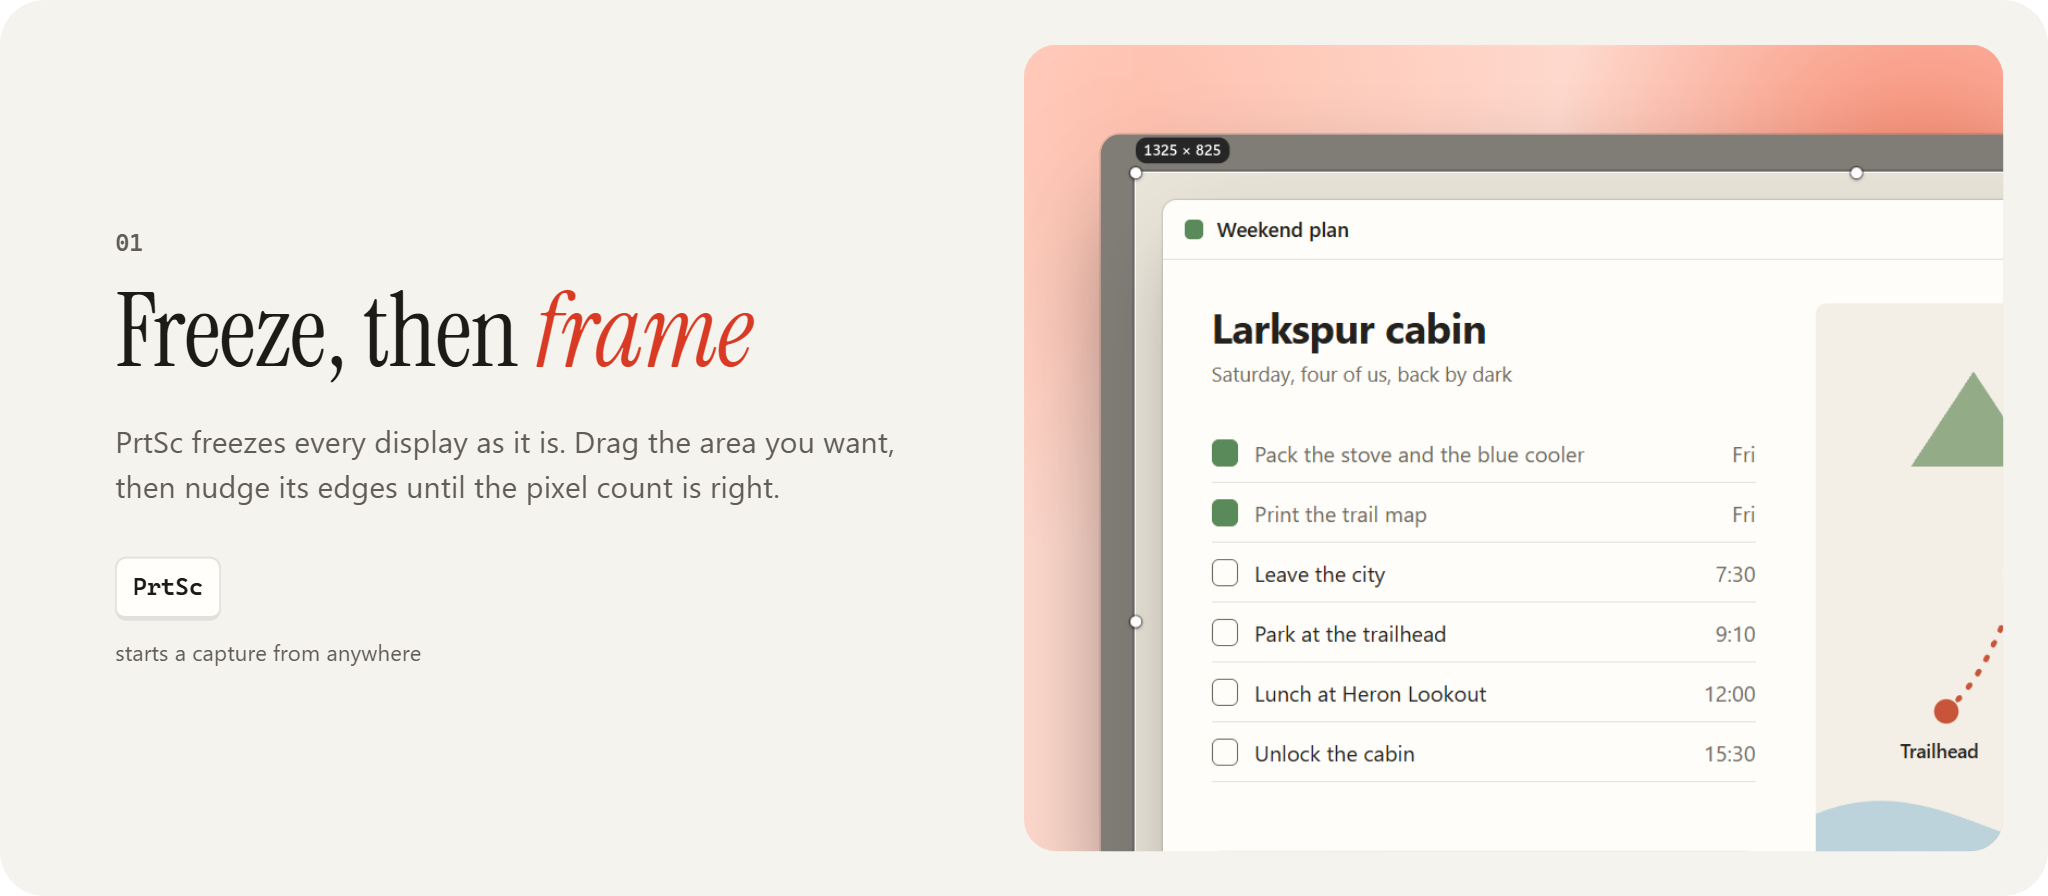 01
Freeze, then frame
PrtSc freezes every display as it is. Drag the area you want,
then nudge its edges until the pixel count is right.
PrtSc
starts a capture from anywhere
1325 × 825
Weekend plan
Larkspur cabin
Saturday, four of us, back by dark
Pack the stove and the blue cooler Fri
Print the trail map Fri
Leave the city 7:30
Park at the trailhead 9:10
Lunch at Heron Lookout 12:00
Unlock the cabin 15:30
Trailhead